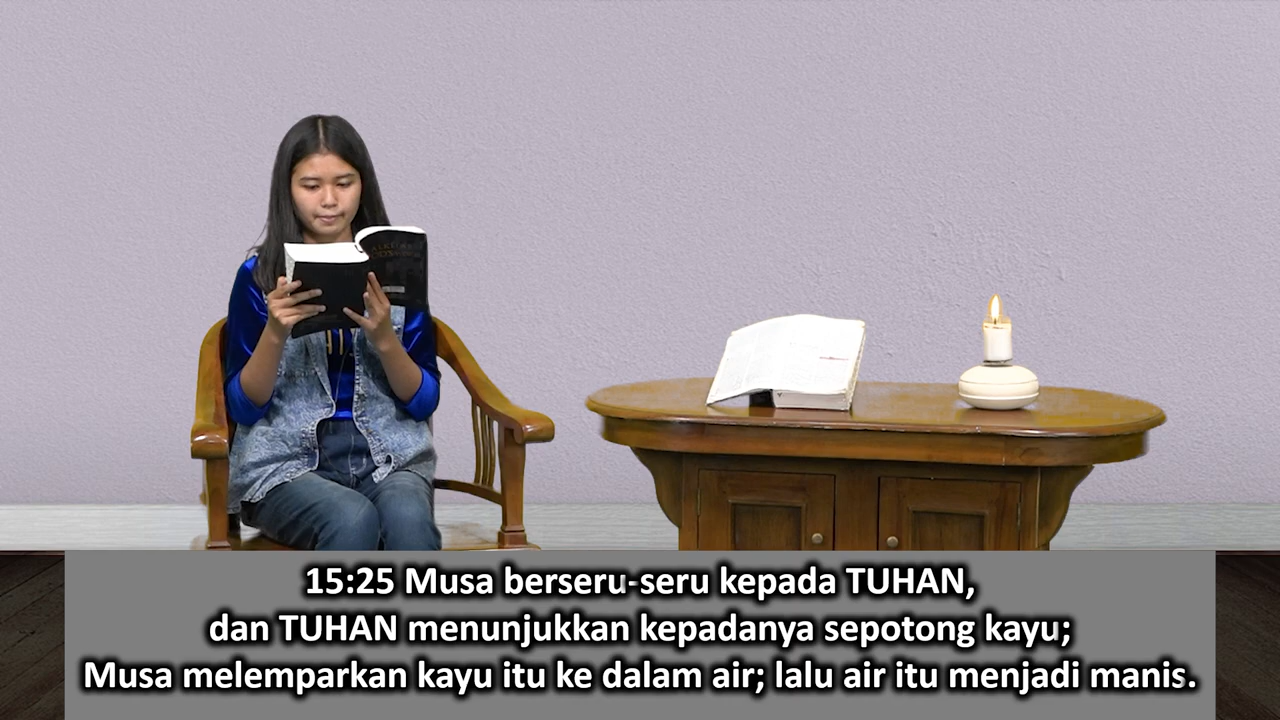 15:25 Musa berseru-seru kepada TUHAN,
dan TUHAN menunjukkan kepadanya sepotong kayu;
Musa melemparkan kayu itu ke dalam air; lalu air itu menjadi manis.